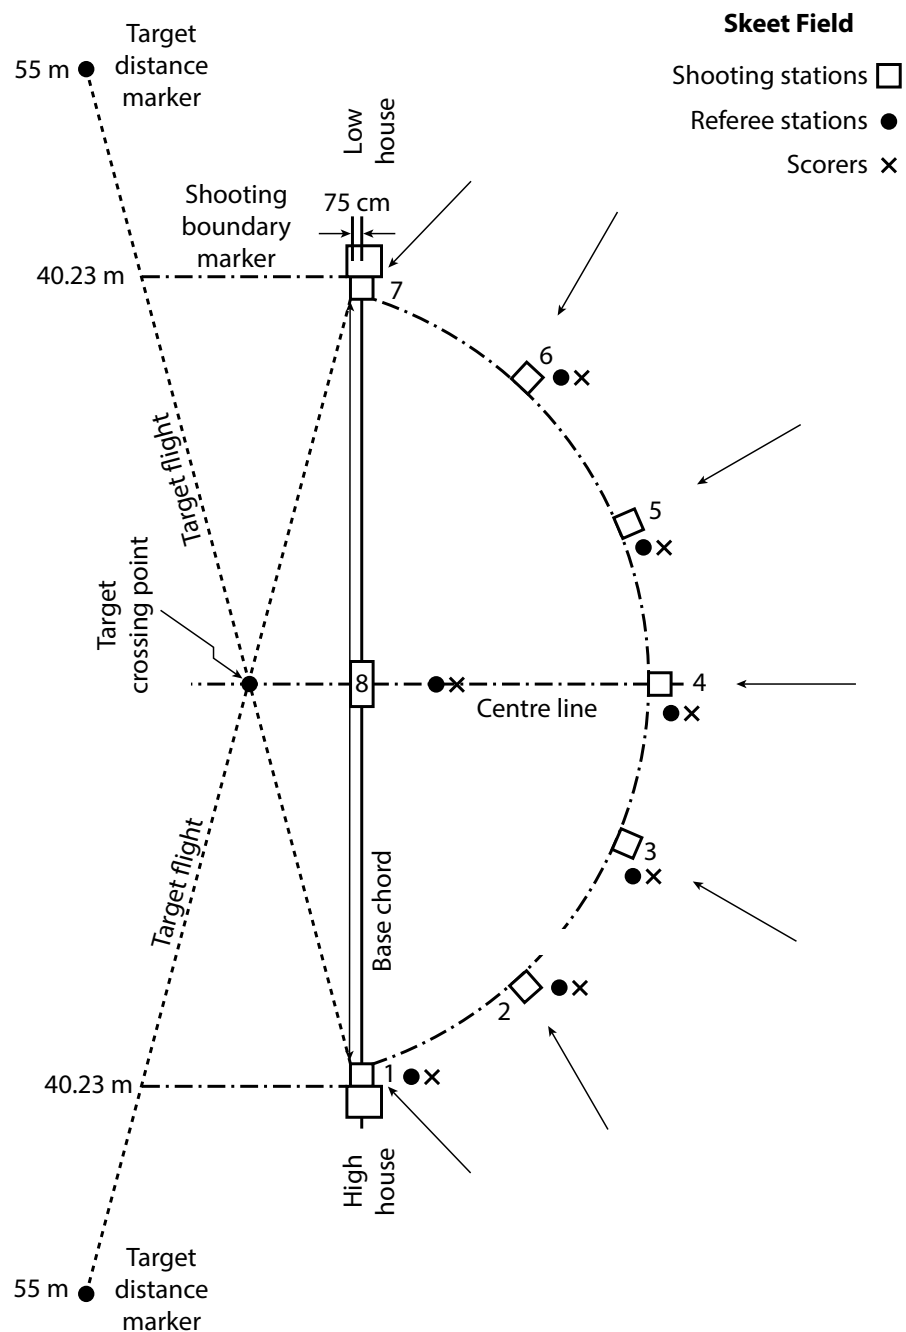 Skeet Field
Shooting stations
Referee stations
Scorers
Target
distance
marker
55 m
Low
house
Shooting
boundary
marker
75 cm
40.23 m
7
6
5
Target flight
Target
crossing point
8
4
Centre line
3
Target flight
Base chord
2
1
40.23 m
High
house
55 m
Target
distance
marker